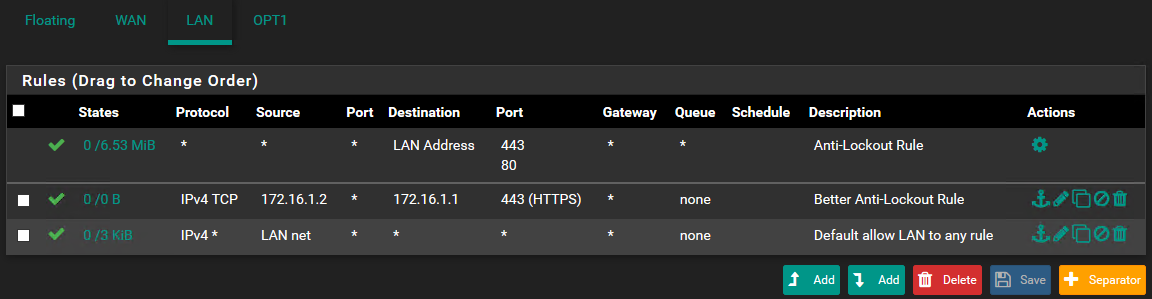 Floating WAN LAN OPT1
Rules (Drag to Change Order)
States Protocol Source Port Destination Port Gateway Queue Schedule Description Actions
0 /6.53 MiB * * * LAN Address 443 * * Anti-Lockout Rule
80
0 /0 B IPv4 TCP 172.16.1.2 * 172.16.1.1 443 (HTTPS) * none Better Anti-Lockout Rule
0 /3 KiB IPv4 * LAN net * * * * none Default allow LAN to any rule
Add Add Delete Save Separator